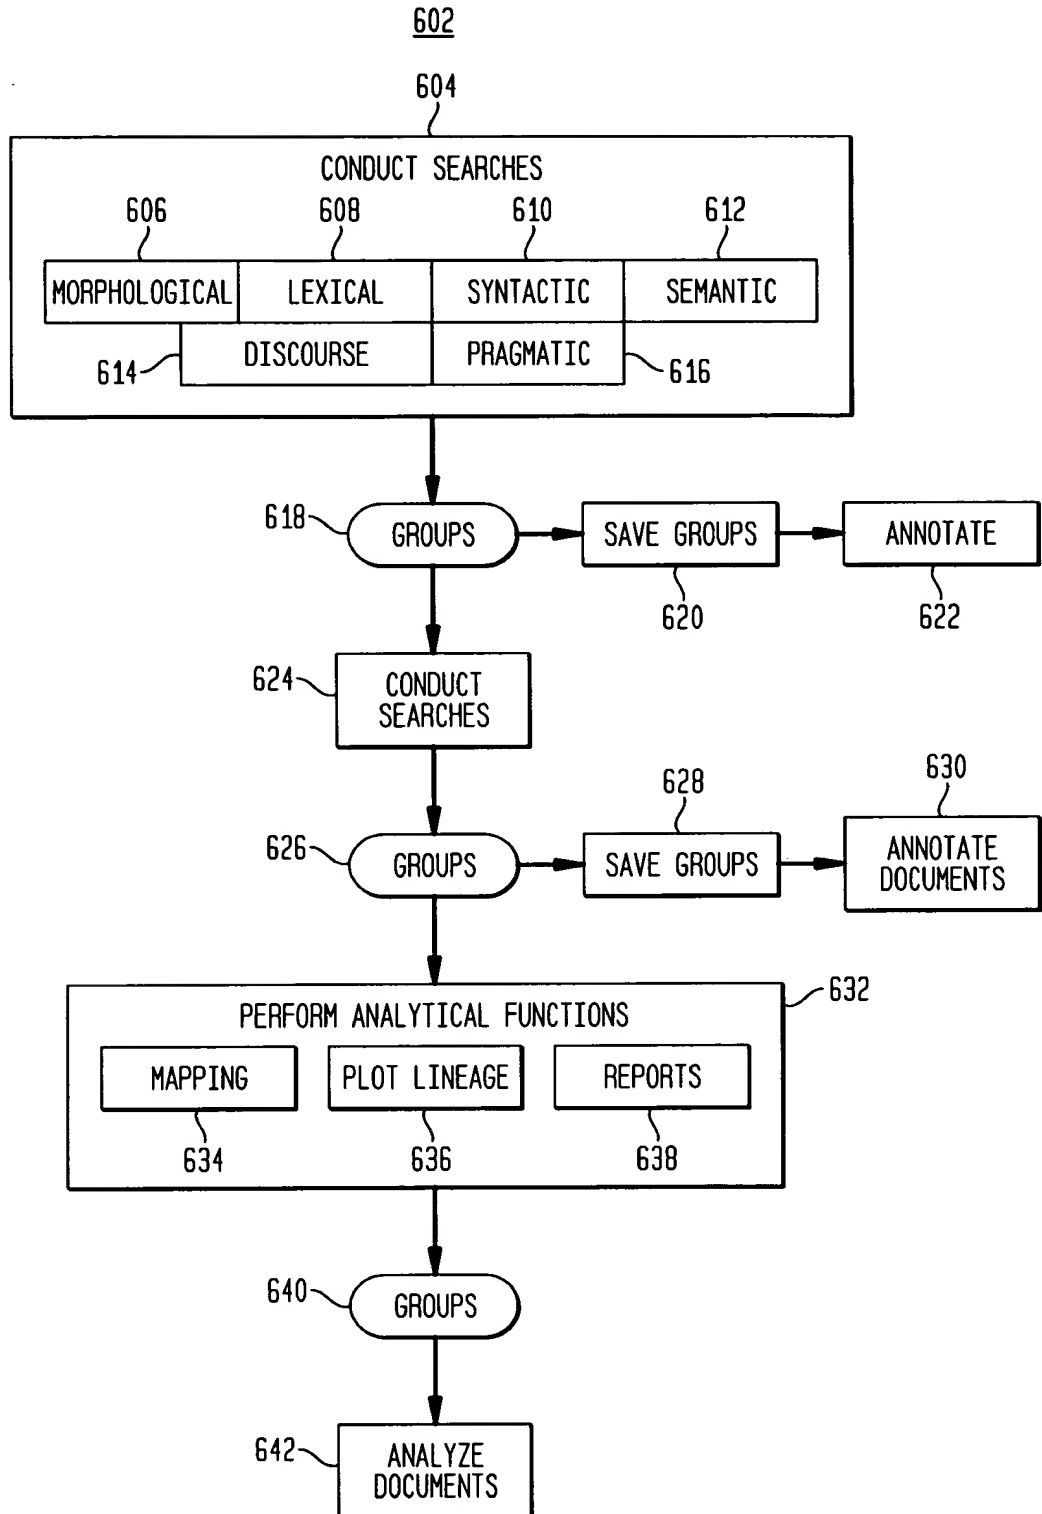 602
604
CONDUCT SEARCHES
606 608 610 612
MORPHOLOGICAL LEXICAL SYNTACTIC SEMANTIC
614 DISCOURSE PRAGMATIC 616
618 GROUPS SAVE GROUPS ANNOTATE
620 622
624 CONDUCT
SEARCHES
628 630
626 GROUPS SAVE GROUPS ANNOTATE
DOCUMENTS
632
PERFORM ANALYTICAL FUNCTIONS
MAPPING PLOT LINEAGE REPORTS
634 636 638
640 GROUPS
642 ANALYZE
DOCUMENTS